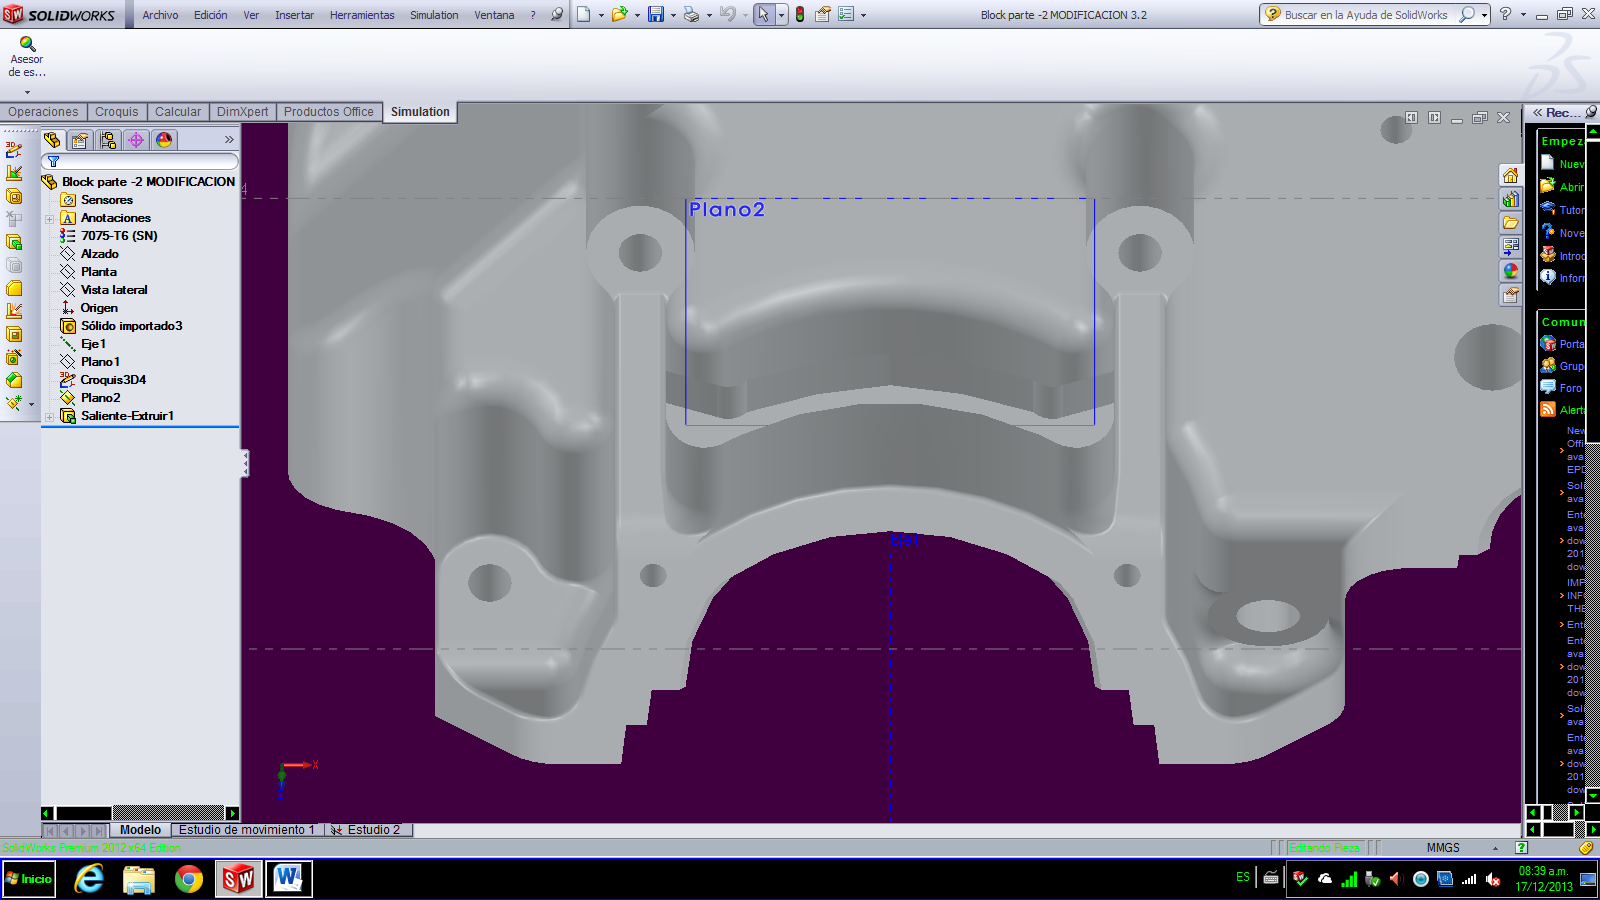 SOLIDWORKS
Archivo Edición Ver Insertar Herramientas Simulation Ventana ?
Block parte -2 MODIFICACION 3.2
Buscar en la Ayuda de SolidWorks
Asesor
de es...
Operaciones Croquis Calcular DimXpert Productos Office Simulation
Rec...
Block parte -2 MODIFICACION
Sensores
Anotaciones
7075-T6 (SN)
Alzado
Planta
Vista lateral
Origen
Sólido importado3
Eje1
Plano1
Croquis3D4
Plano2
Saliente-Extruir1
Plano2
Eje1
X
Empez
Nuev
Abrir
Tutor
Nove
Introd
Inforr
Comun
Porta
Grup
Foro
Alerta
New
Offi
ava
EPD
Soli
ava
Ent
ava
dow
201
dow
IMP
INF
THE
Ent
Ent
ava
dow
201
dow
Soli
ava
Ent
ava
dow
201
dow
Modelo Estudio de movimiento 1 Estudio 2
SolidWorks Premium 2012 x64 Edition
Editando Pieza
MMGS
Inicio
ES
08:39 a.m.
17/12/2013